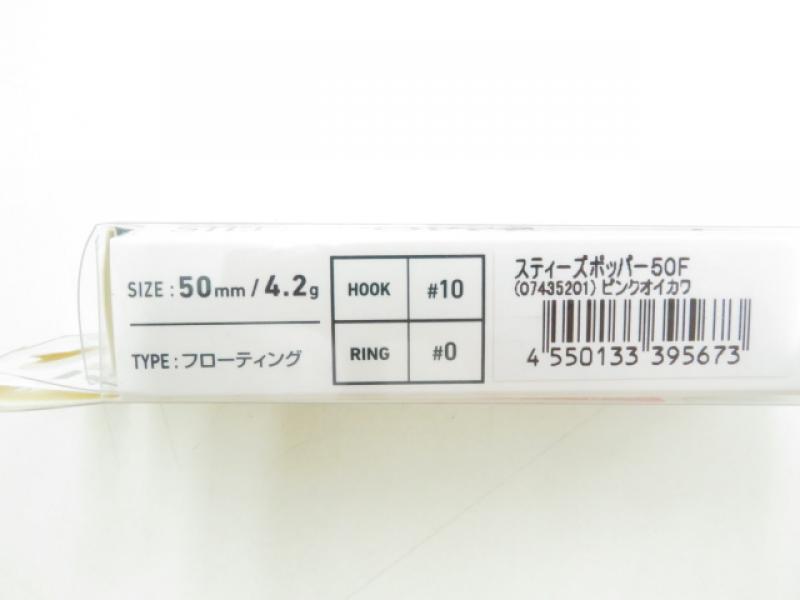 SIZE : 50mm / 4.2g
TYPE : フローティング
HOOK #10
RING #0
スティーズポッパー50F
(07435201) ピンクオイカワ
4 550133 395673